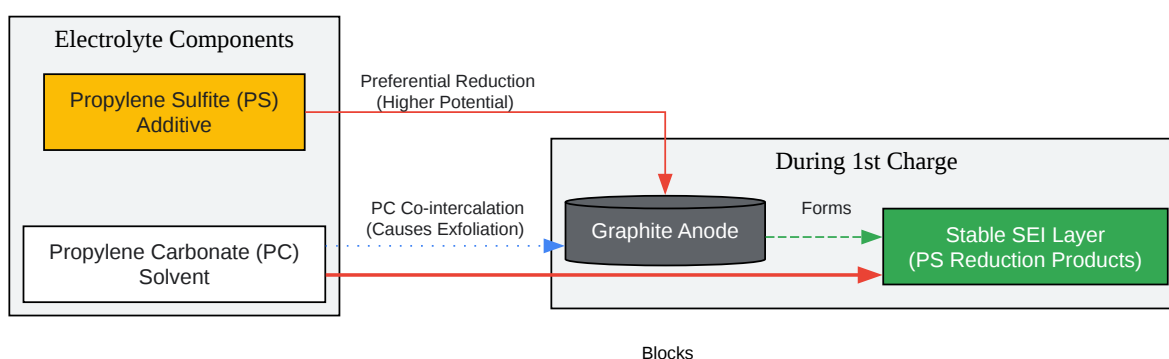 Electrolyte Components
Propylene Sulfite (PS)
Additive
Preferential Reduction
(Higher Potential)
During 1st Charge
PC Co-intercalation
(Causes Exfoliation)
Graphite Anode
Forms
Stable SEI Layer
(PS Reduction Products)
Propylene Carbonate (PC)
Solvent
Blocks